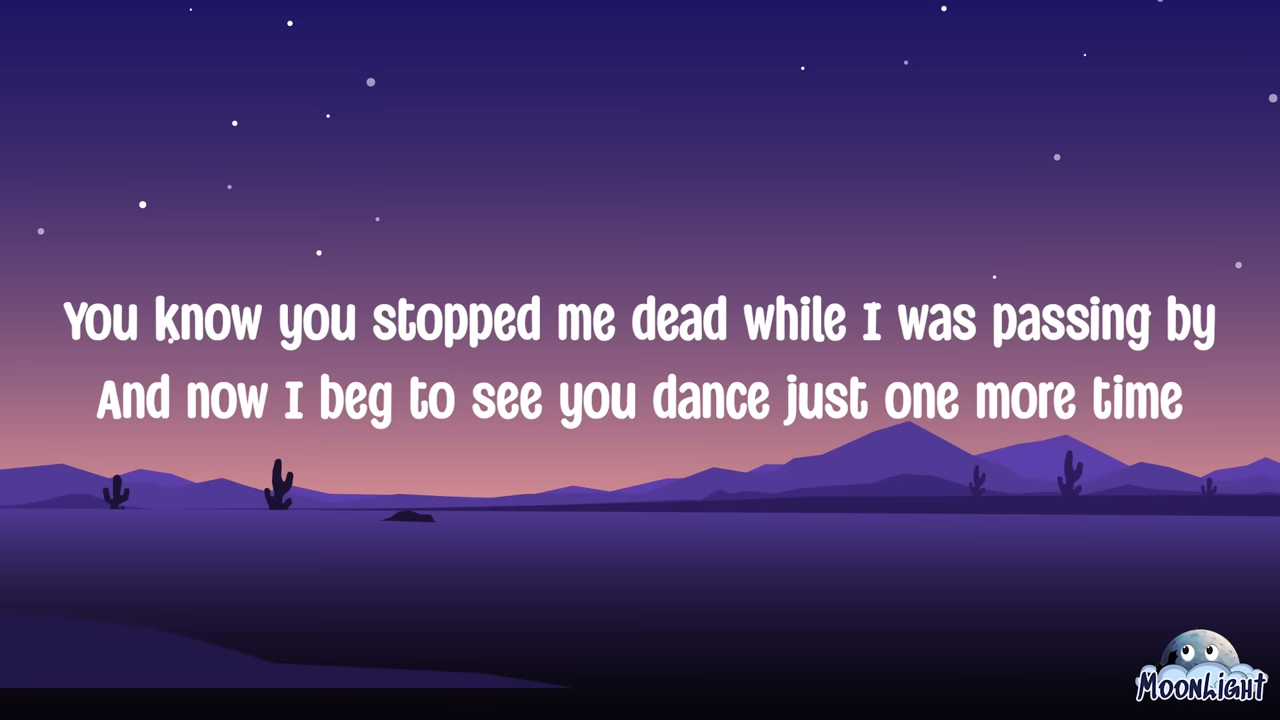 You know you stopped me dead while I was passing by
And now I beg to see you dance just one more time
MoonLight